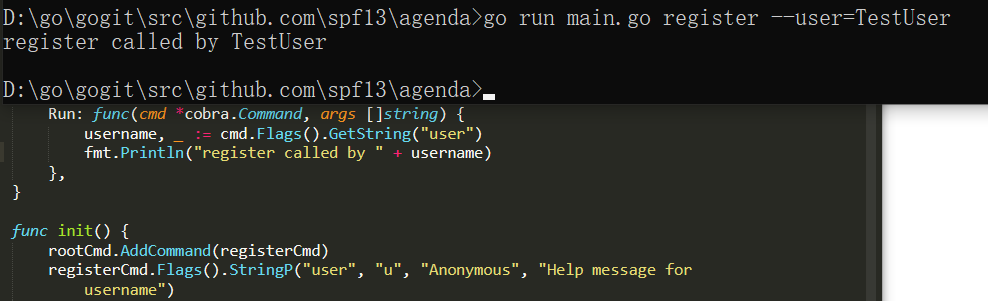 D:\go\gogit\src\github.com\spf13\agenda>go run main.go register --user=TestUser
register called by TestUser
D:\go\gogit\src\github.com\spf13\agenda>
Run: func(cmd *cobra.Command, args []string) {
username, _ := cmd.Flags().GetString("user")
fmt.Println("register called by " + username)
},
}
func init() {
rootCmd.AddCommand(registerCmd)
registerCmd.Flags().StringP("user", "u", "Anonymous", "Help message for
username")